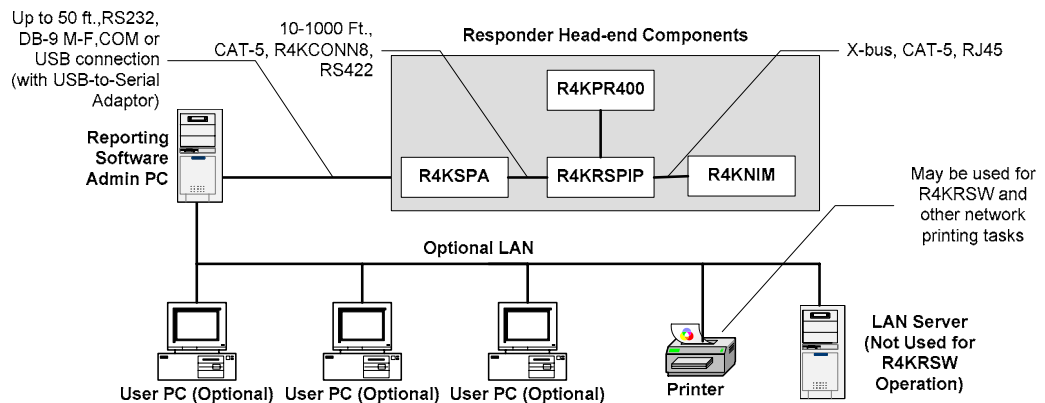 Up to 50 ft.,RS232,
DB-9 M-F,COM or
USB connection
(with USB-to-Serial
Adaptor)
10-1000 Ft.,
CAT-5, R4KCONN8,
RS422
Responder Head-end Components
X-bus, CAT-5, RJ45
R4KPR400
Reporting
Software
Admin PC
R4KSPA
R4KRSPIP
R4KNIM
May be used for
R4KRSW and
other network
printing tasks
Optional LAN
LAN Server
(Not Used for
R4KRSW
Operation)
User PC (Optional)
User PC (Optional)
User PC (Optional)
Printer